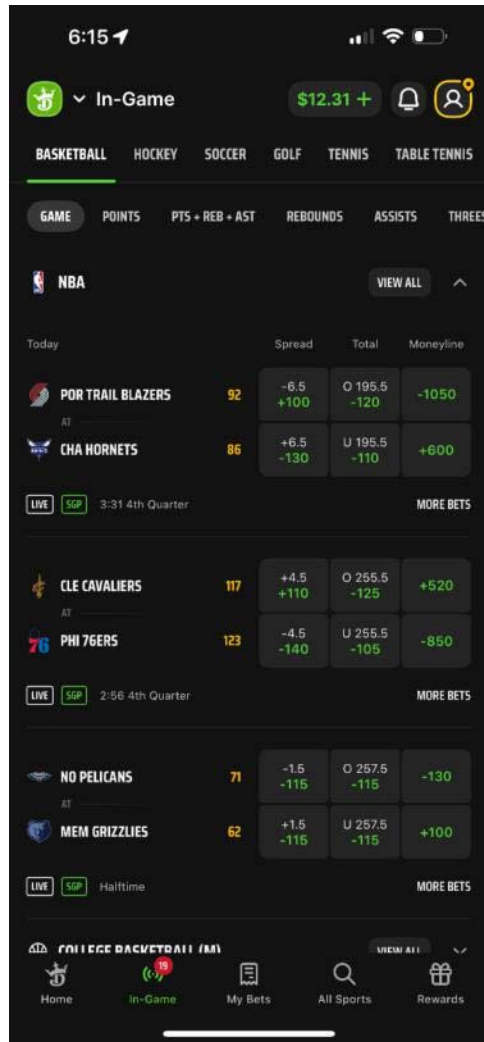 6:15
In-Game
$12.31 +
BASKETBALL HOCKEY SOCCER GOLF TENNIS TABLE TENNIS
GAME POINTS PTS + REB + AST REBOUNDS ASSISTS THREES
NBA VIEW ALL
Today Spread Total Moneyline
POR TRAIL BLAZERS 92 -6.5 +100 O 195.5 -120 -1050
AT
CHA HORNETS 86 +6.5 -130 U 195.5 -110 +600
LIVE SGP 3:31 4th Quarter MORE BETS
CLE CAVALIERS 117 +4.5 +110 O 255.5 -125 +520
AT
PHI 76ERS 123 -4.5 -140 U 255.5 -105 -850
LIVE SGP 2:56 4th Quarter MORE BETS
NO PELICANS 71 -1.5 -115 O 257.5 -115 -130
AT
MEM GRIZZLIES 62 +1.5 -115 U 257.5 -115 +100
LIVE SGP Halftime MORE BETS
COLLEGE BASKETBALL (M) VIEW ALL
19
Home In-Game My Bets All Sports Rewards